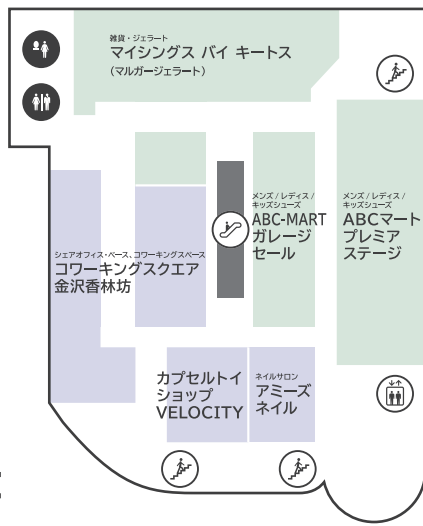 雑貨・ジェラート
マイシングス バイ キートス
(マルガージェラート)
メンズ / レディス /
キッズシューズ
ABC-MART
ガレージ
セール
メンズ / レディス /
キッズシューズ
ABCマート
プレミア
ステージ
シェアオフィス・ベース、コワーキングスペース
コワーキングスクエア
金沢香林坊
カプセルトイ
ショップ
VELOCITY
ネイルサロン
アミーズ
ネイル